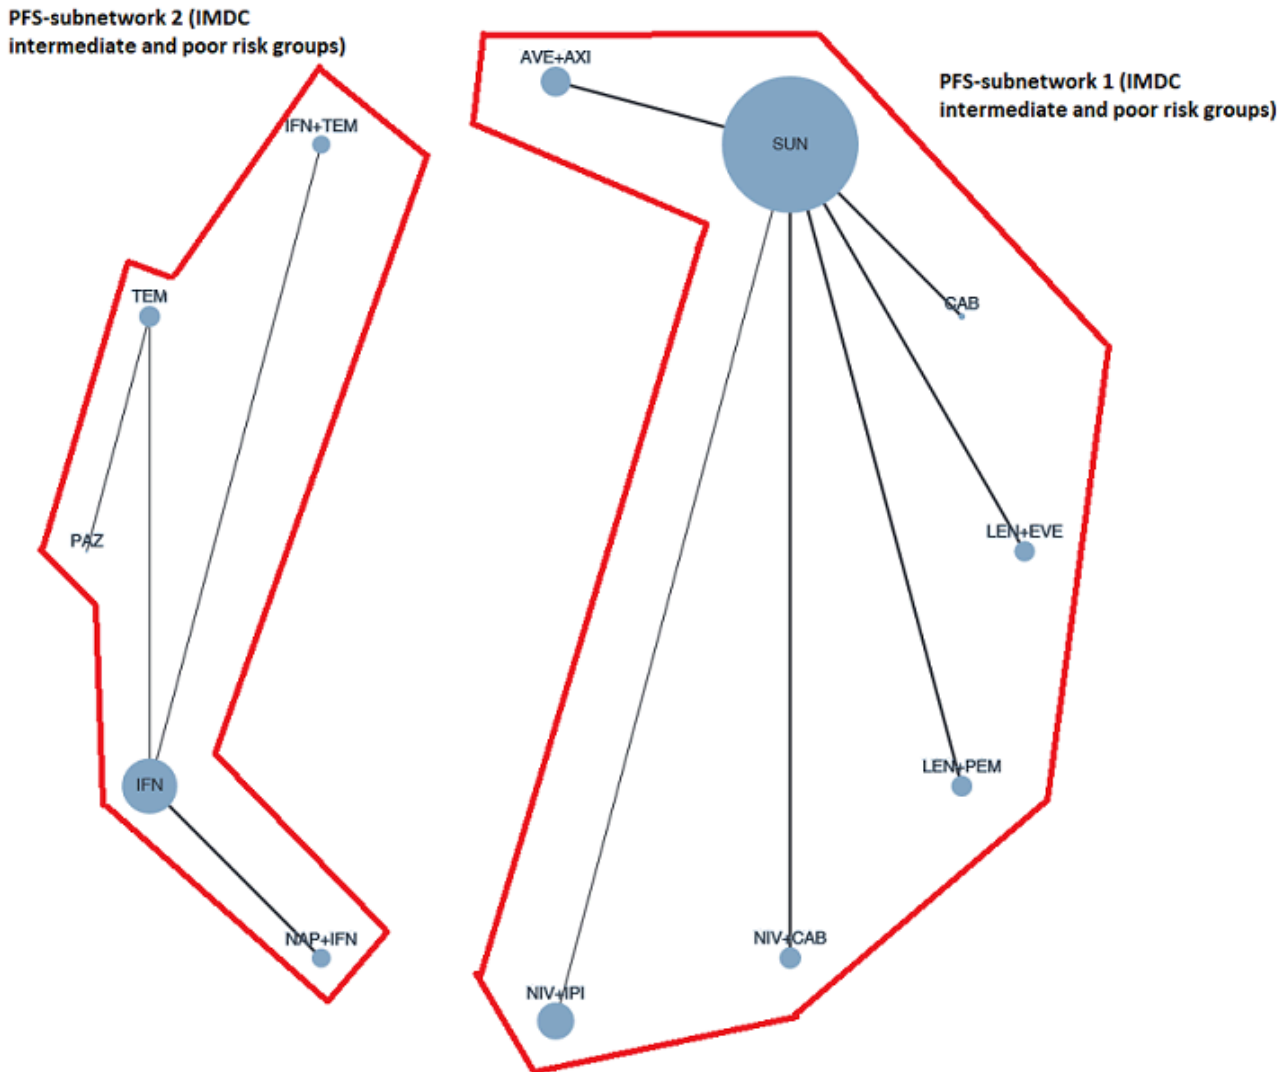 PFS-subnetwork 2 (IMDC
intermediate and poor risk groups)
PFS-subnetwork 1 (IMDC
intermediate and poor risk groups)
AVE+AXI
IFN+TEM
SUN
TEM
CAB
PAZ
LEN+EVE
LEN+PEM
IFN
NAP+IFN
NIV+CAB
NIV+IPI